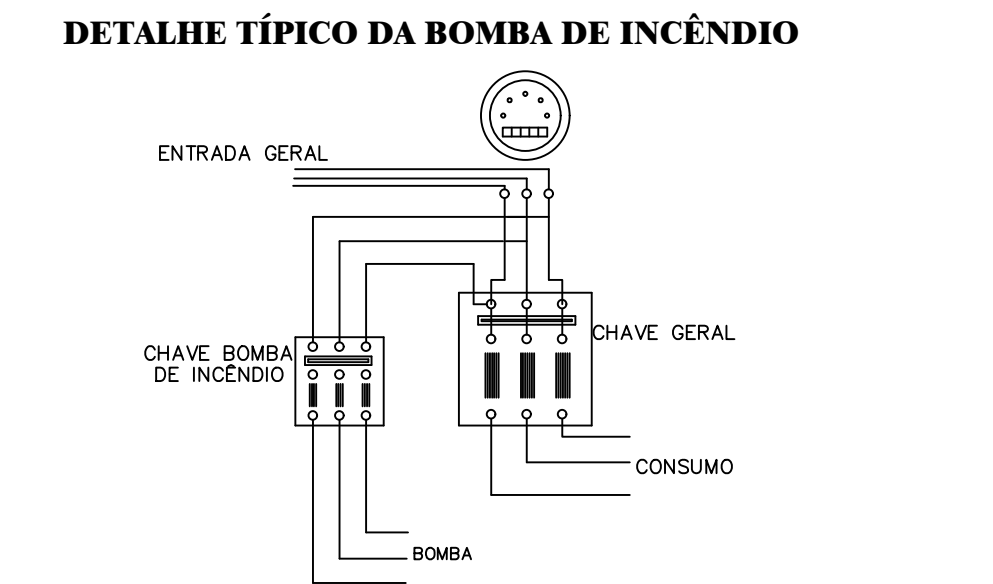 DETALHE TÍPICO DA BOMBA DE INCÊNDIO
ENTRADA GERAL
CHAVE GERAL
CHAVE BOMBA
DE INCÊNDIO
CONSUMO
BOMBA